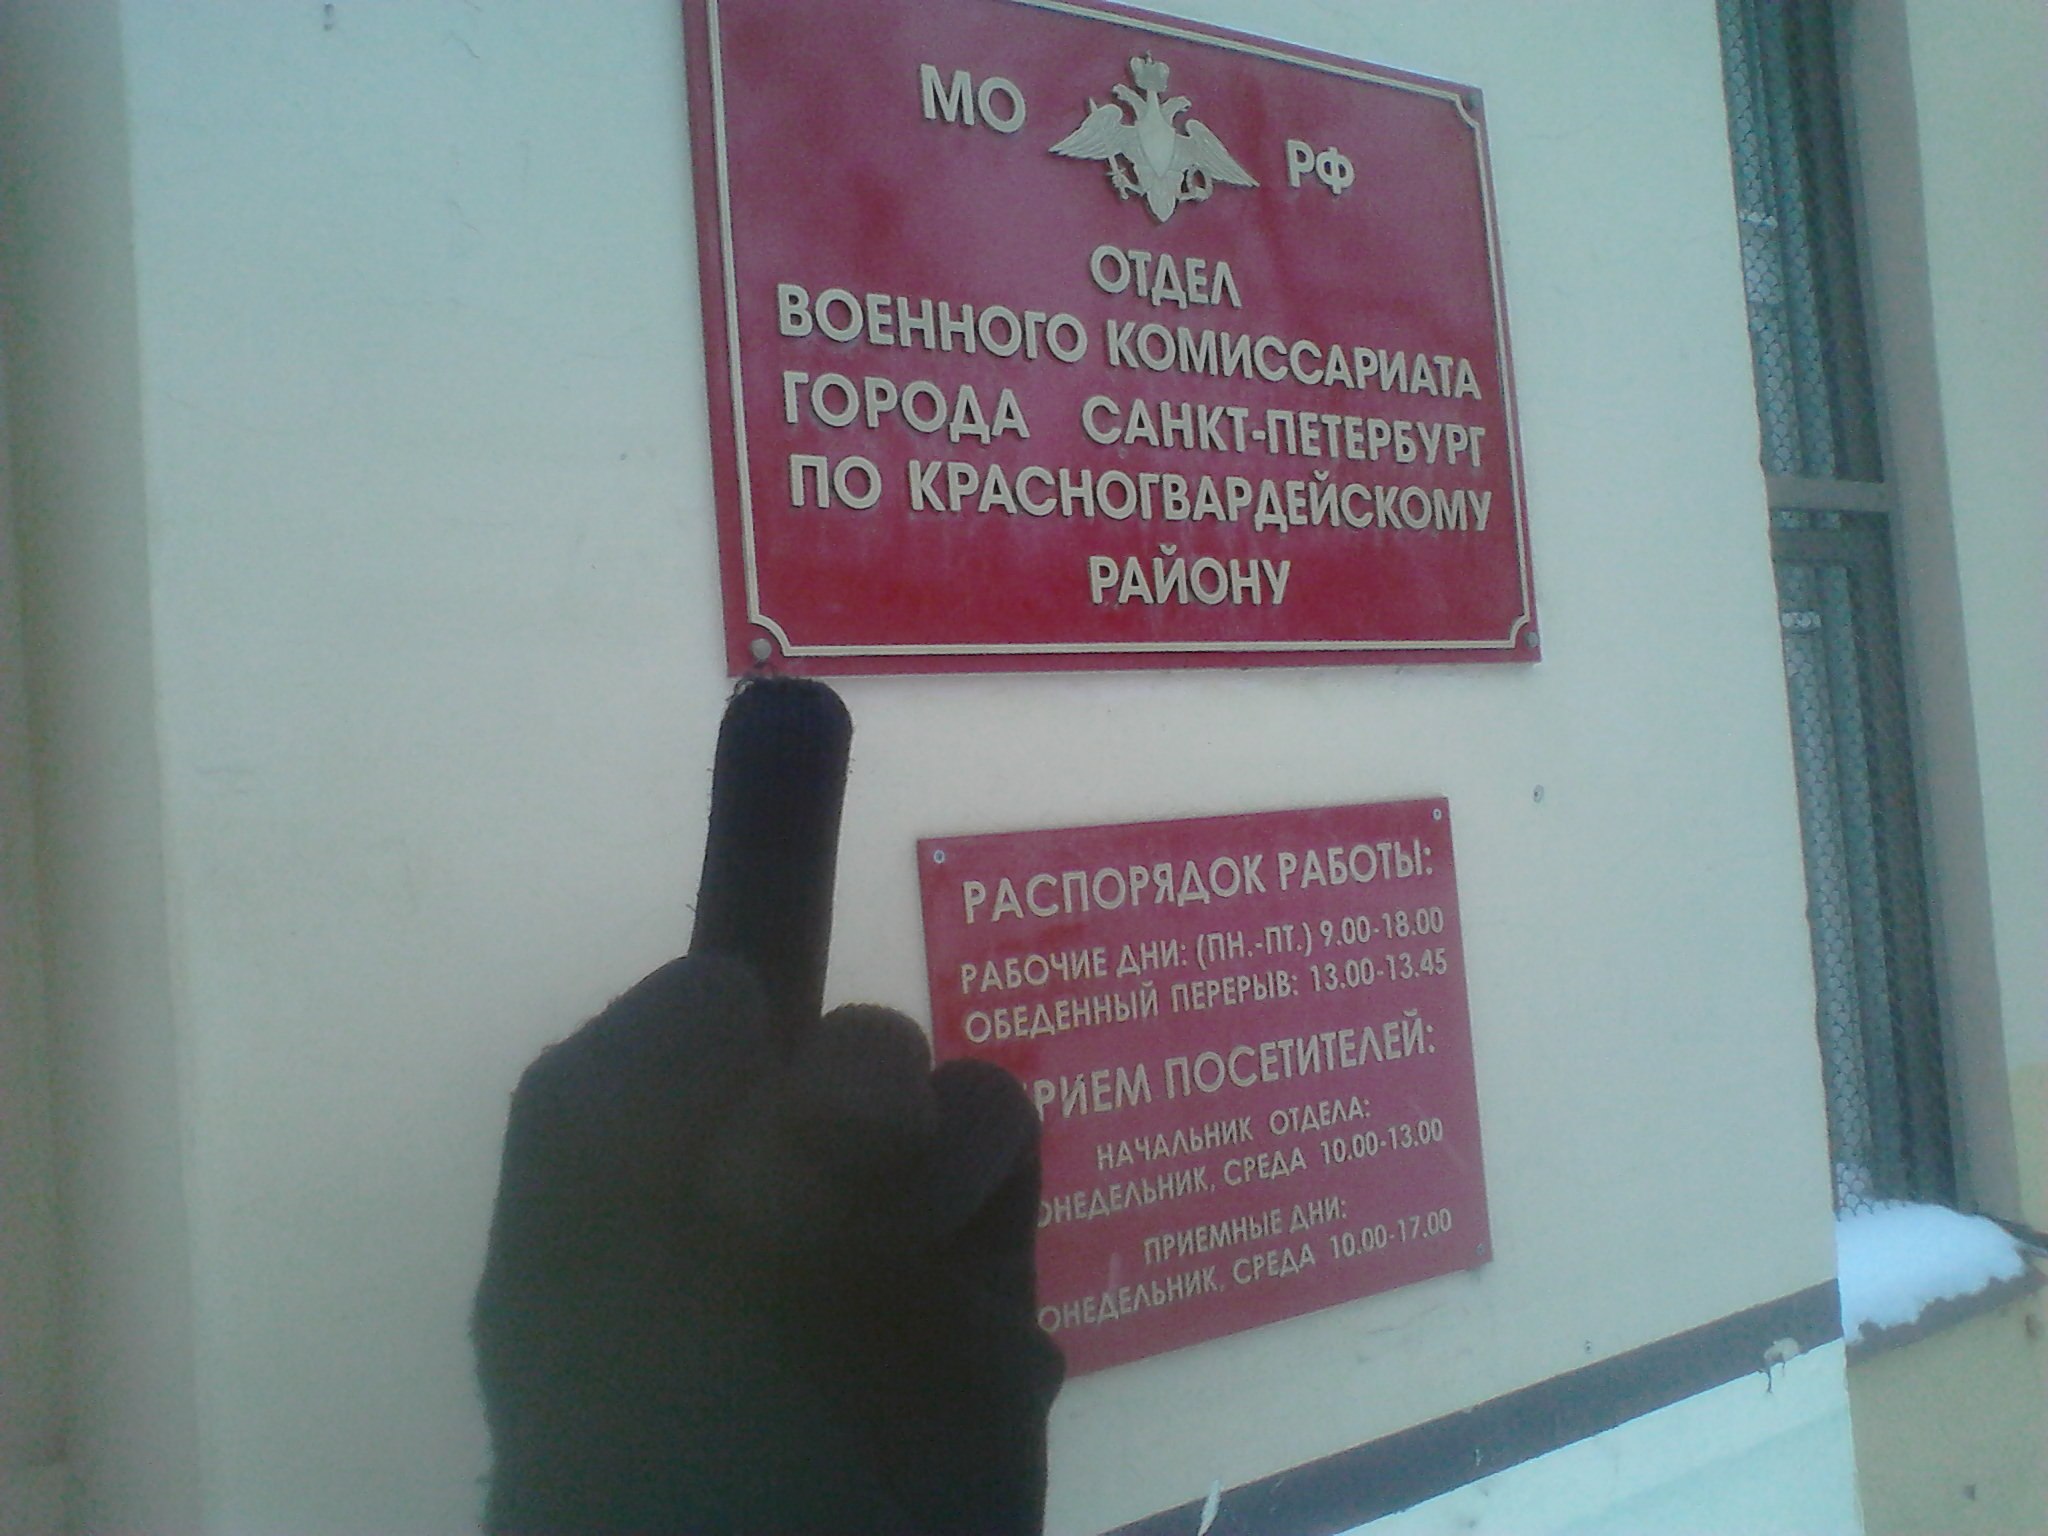 МО РФ
ОТДЕЛ
ВОЕННОГО КОМИССАРИАТА
ГОРОДА САНКТ-ПЕТЕРБУРГ
ПО КРАСНОГВАРДЕЙСКОМУ
РАЙОНУ
РАСПОРЯДОК РАБОТЫ:
РАБОЧИЕ ДНИ: (ПН.-ПТ.) 9.00-18.00
ОБЕДЕННЫЙ ПЕРЕРЫВ: 13.00-13.45
РИЕМ ПОСЕТИТЕЛЕЙ:
НАЧАЛЬНИК ОТДЕЛА:
ОНЕДЕЛЬНИК, СРЕДА 10.00-13.00
ПРИЕМНЫЕ ДНИ:
ОНЕДЕЛЬНИК, СРЕДА 10.00-17.00